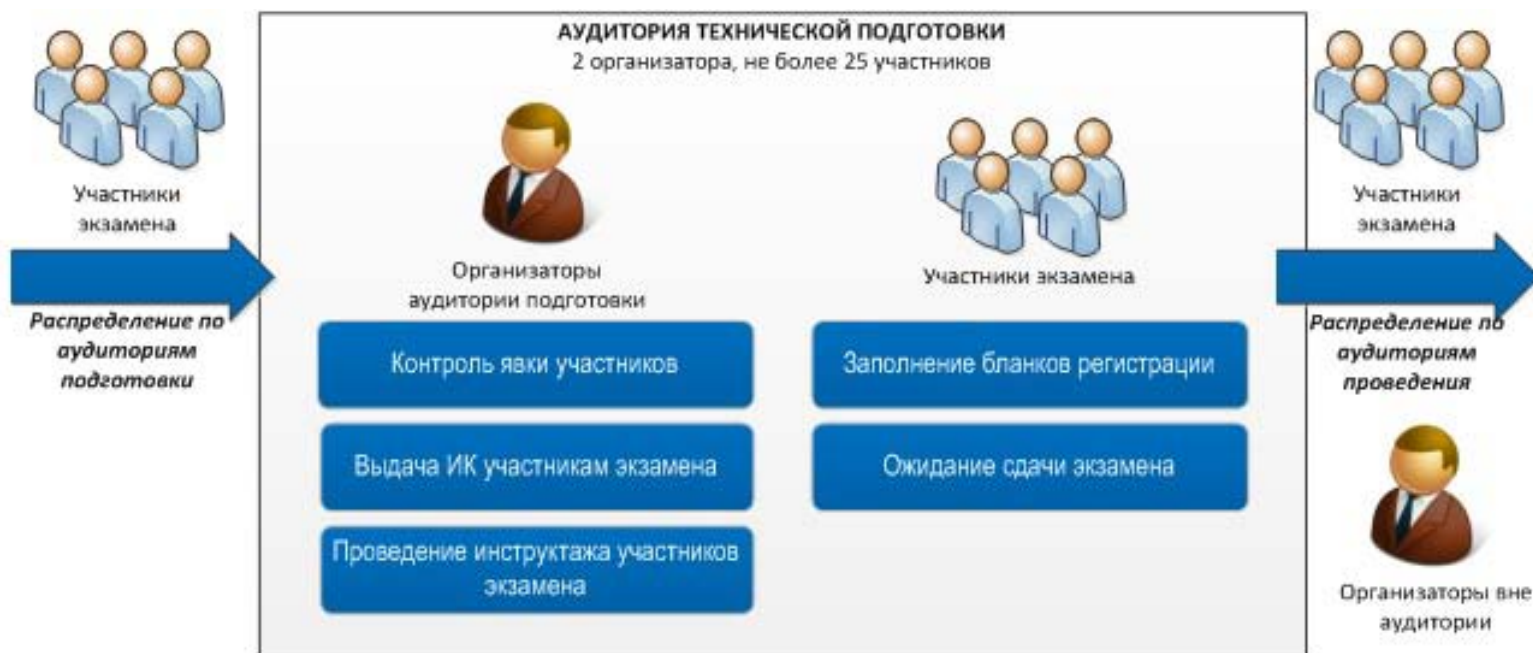 АУДИТОРИЯ ТЕХНИЧЕСКОЙ ПОДГОТОВКИ
2 организатора, не более 25 участников
Участники
экзамена
Распределение по
аудиториям
подготовки
Организаторы
аудитории подготовки
Контроль явки участников
Выдача ИК участникам экзамена
Проведение инструктажа участников
экзамена
Участники экзамена
Заполнение бланков регистрации
Ожидание сдачи экзамена
Участники
экзамена
Распределение по
аудиториям
проведения
Организаторы вне
аудитории